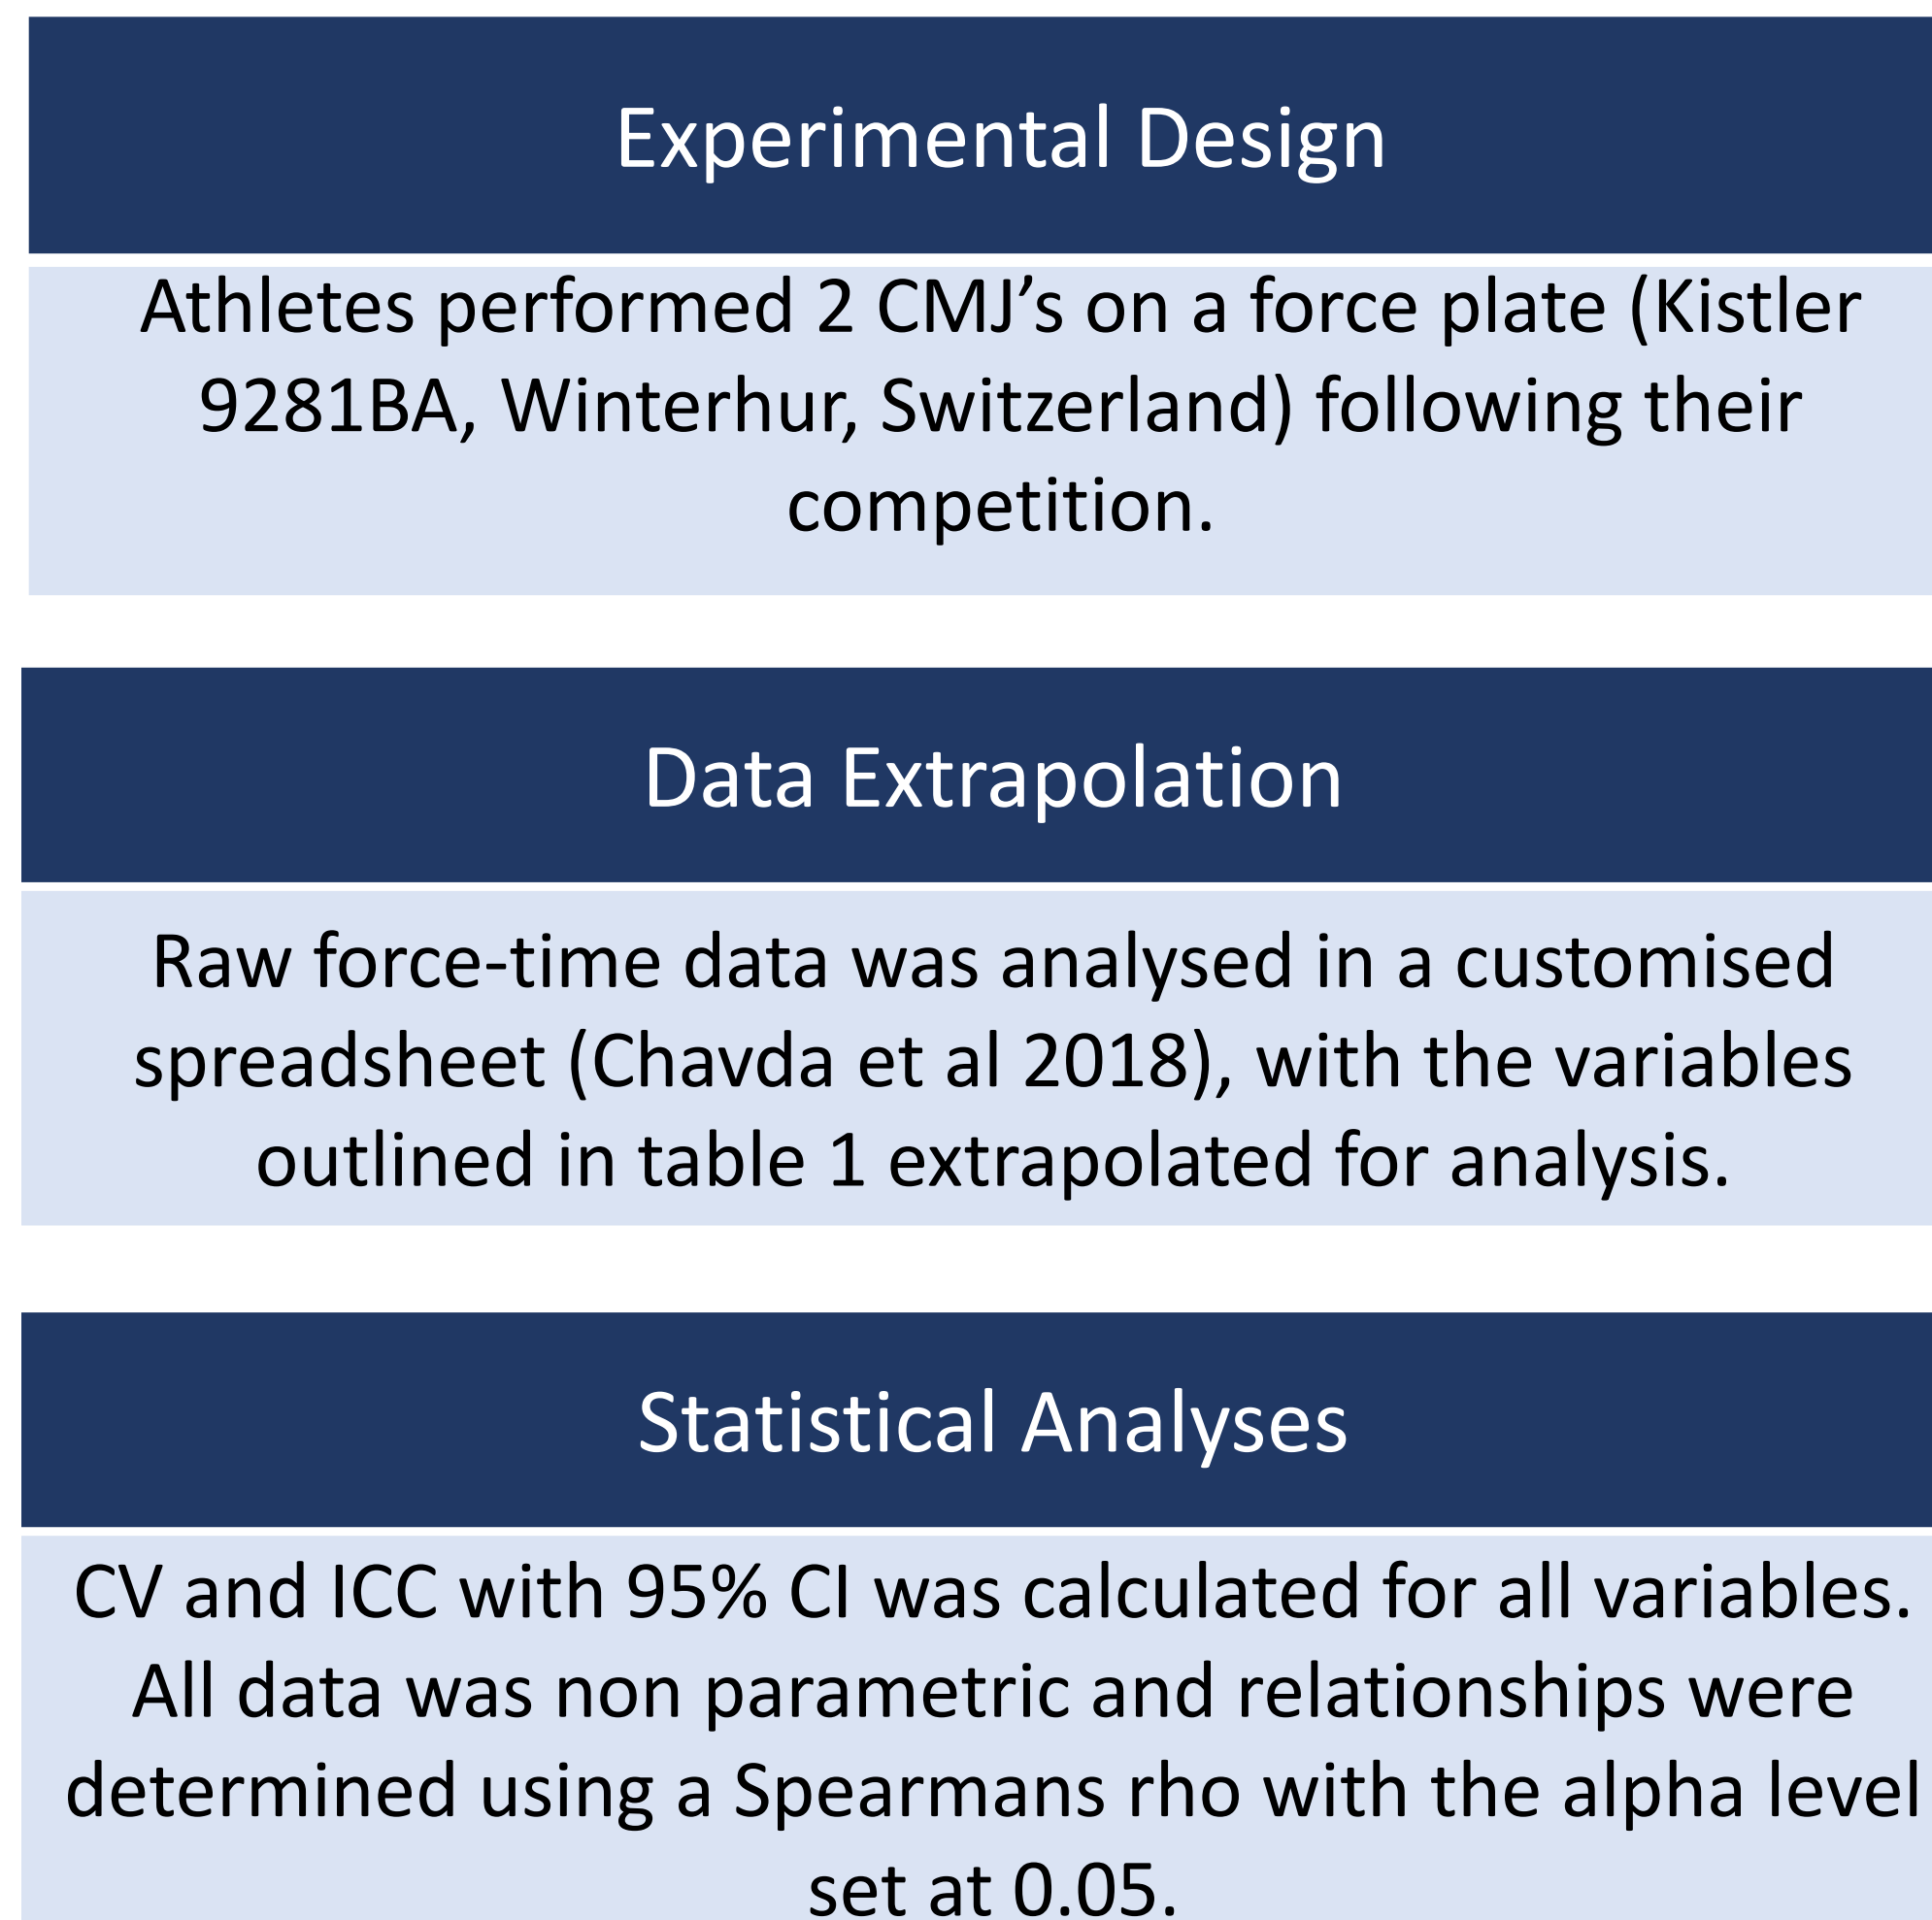 Experimental Design
Athletes performed 2 CMJ’s on a force plate (Kistler
9281BA, Winterhur, Switzerland) following their
competition.
Data Extrapolation
Raw force-time data was analysed in a customised
spreadsheet (Chavda et al 2018), with the variables
outlined in table 1 extrapolated for analysis.
Statistical Analyses
CV and ICC with 95% CI was calculated for all variables.
All data was non parametric and relationships were
determined using a Spearmans rho with the alpha level
set at 0.05.